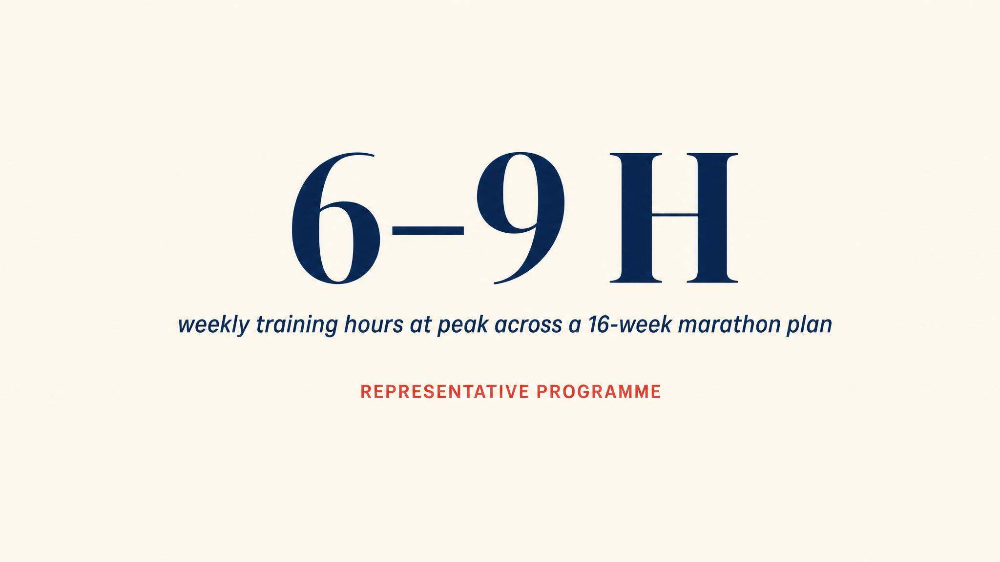 6–9 H
weekly training hours at peak across a 16-week marathon plan
REPRESENTATIVE PROGRAMME